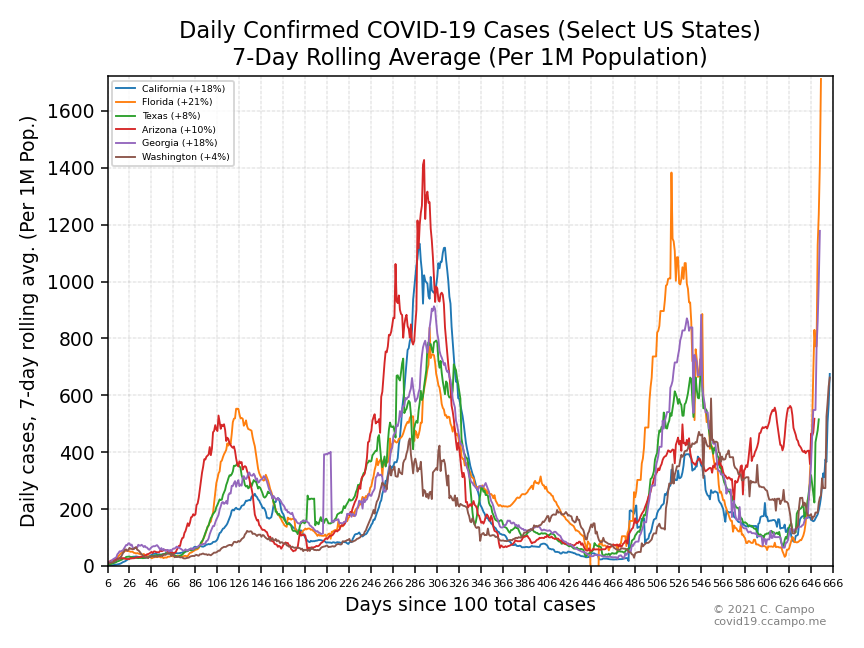 Daily Confirmed COVID-19 Cases (Select US States)
7-Day Rolling Average (Per 1M Population)
Daily cases, 7-day rolling avg. (Per 1M Pop.)
1600
1400
1200
1000
800
600
400
200
0
California (+18%)
Florida (+21%)
Texas (+8%)
Arizona (+10%)
Georgia (+18%)
Washington (+4%)
6 26 46 66 86 106 126 146 166 186 206 226 246 266 286 306 326 346 366 386 406 426 446 466 486 506 526 546 566 586 606 626 646 666
Days since 100 total cases
© 2021 C. Campo
covid19.ccampo.me